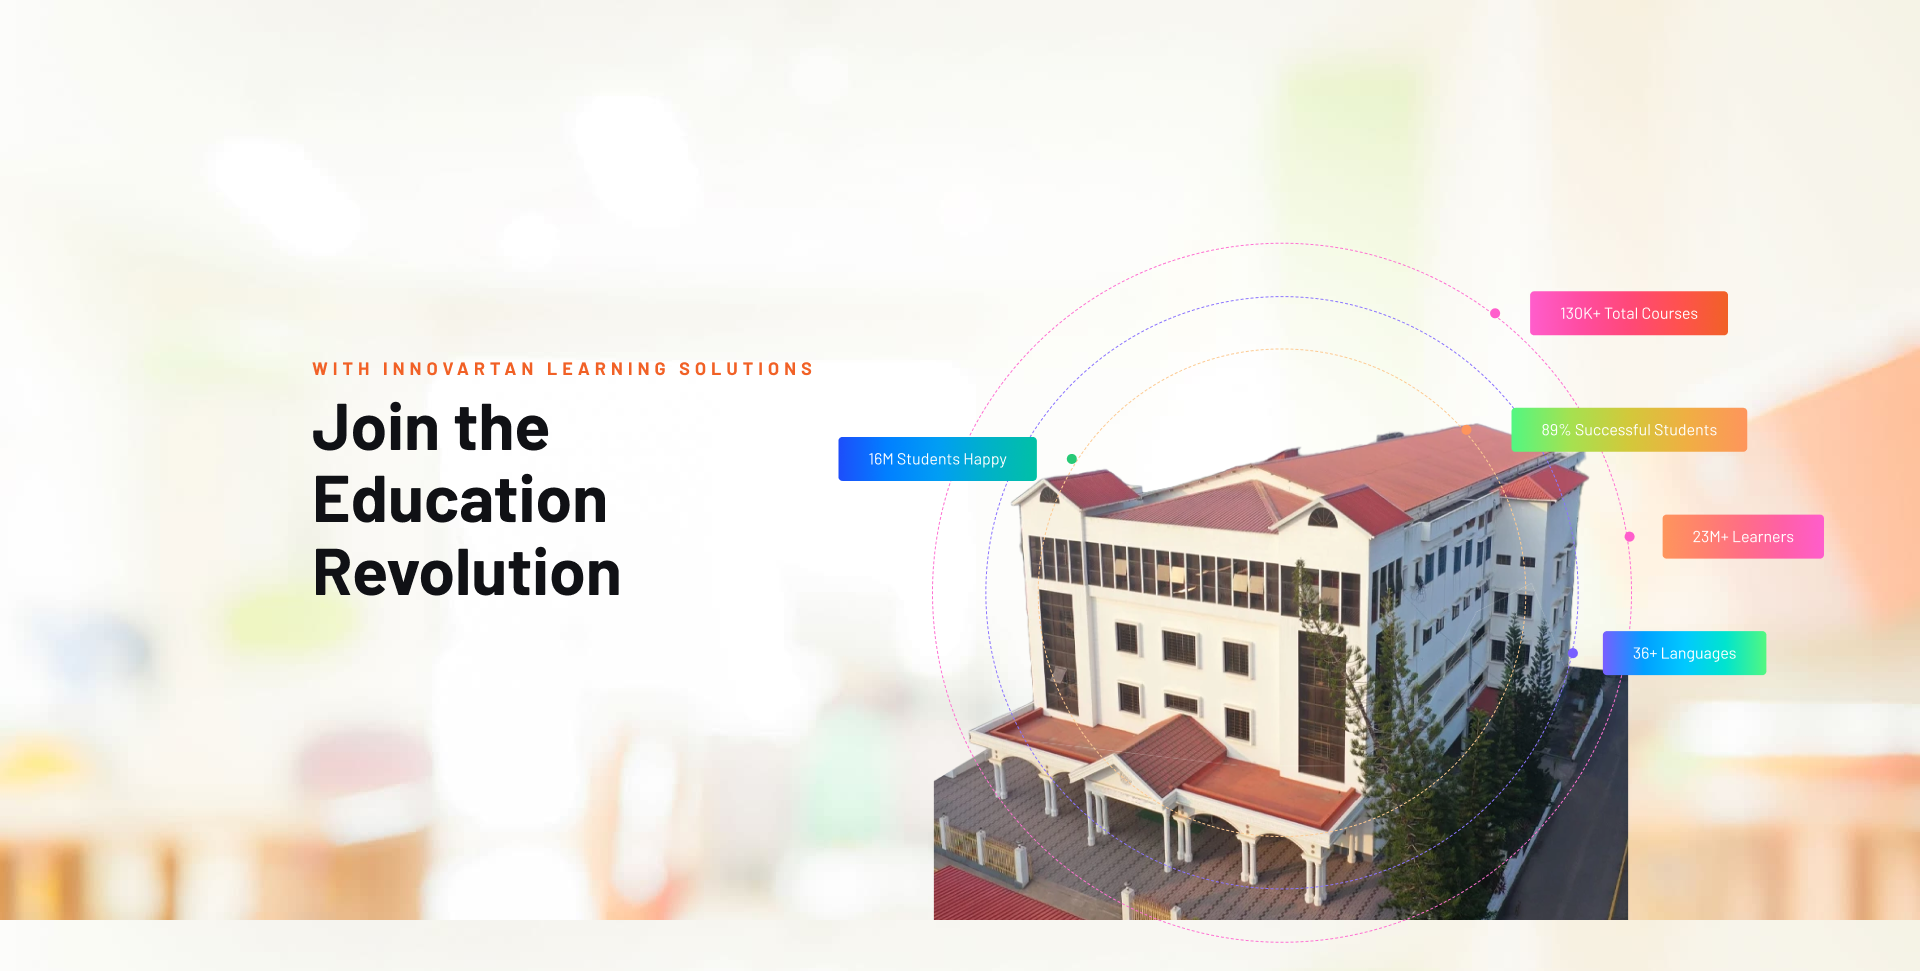 WITH INNOVARTAN LEARNING SOLUTIONS
Join the
Education
Revolution
130K+ Total Courses
89% Successful Students
16M Students Happy
23M+ Learners
36+ Languages